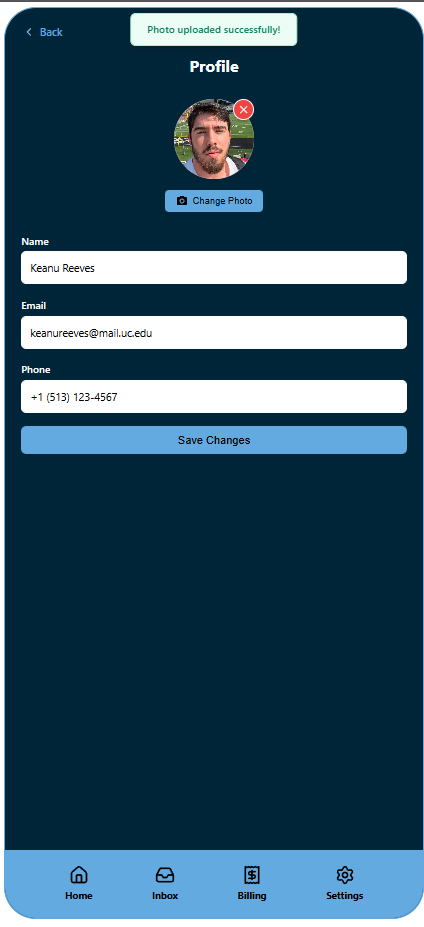 Back
Photo uploaded successfully!
Profile
Change Photo
Name
Keanu Reeves
Email
keanureeves@mail.uc.edu
Phone
+1 (513) 123-4567
Save Changes
Home
Inbox
Billing
Settings